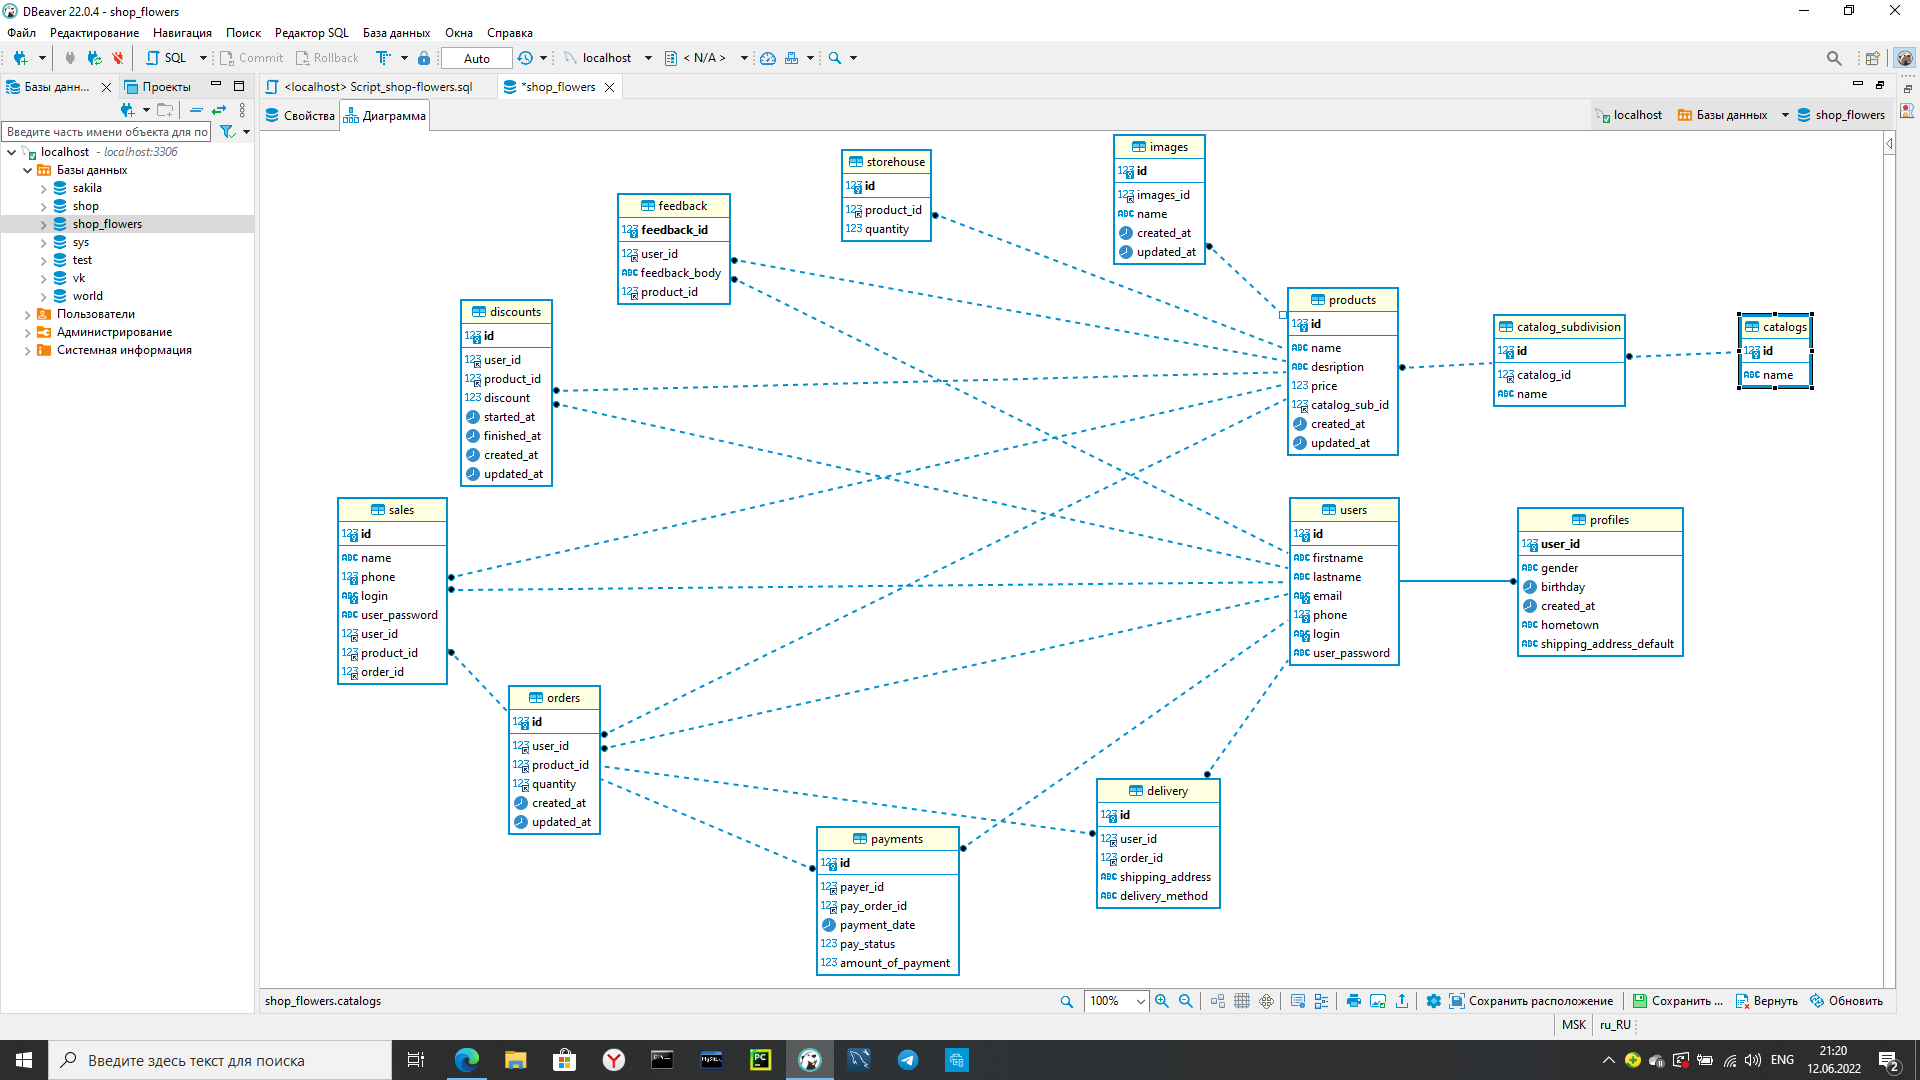 DBeaver 22.0.4 - shop_flowers
Файл Редактирование Навигация Поиск Редактор SQL База данных Окна Справка
SQL Commit Rollback Auto localhost < N/A >
Базы данн... Проекты <localhost> Script_shop-flowers.sql *shop_flowers
Свойства Диаграмма localhost Базы данных shop_flowers
Введите часть имени объекта для по
localhost - localhost:3306
Базы данных
sakila
shop
shop_flowers
sys
test
vk
world
Пользователи
Администрирование
Системная информация
images
id
images_id
name
created_at
updated_at
storehouse
id
product_id
quantity
feedback
feedback_id
user_id
feedback_body
product_id
discounts
id
user_id
product_id
discount
started_at
finished_at
created_at
updated_at
products
id
name
desription
price
catalog_sub_id
created_at
updated_at
catalog_subdivision
id
catalog_id
name
catalogs
id
name
sales
id
name
phone
login
user_password
user_id
product_id
order_id
users
id
firstname
lastname
email
phone
login
user_password
profiles
user_id
gender
birthday
created_at
hometown
shipping_address_default
orders
id
user_id
product_id
quantity
created_at
updated_at
payments
id
payer_id
pay_order_id
payment_date
pay_status
amount_of_payment
delivery
id
user_id
order_id
shipping_address
delivery_method
shop_flowers.catalogs 100% Сохранить расположение Сохранить ... Вернуть Обновить
MSK ru_RU
Введите здесь текст для поиска
ENG
21:20
12.06.2022
2